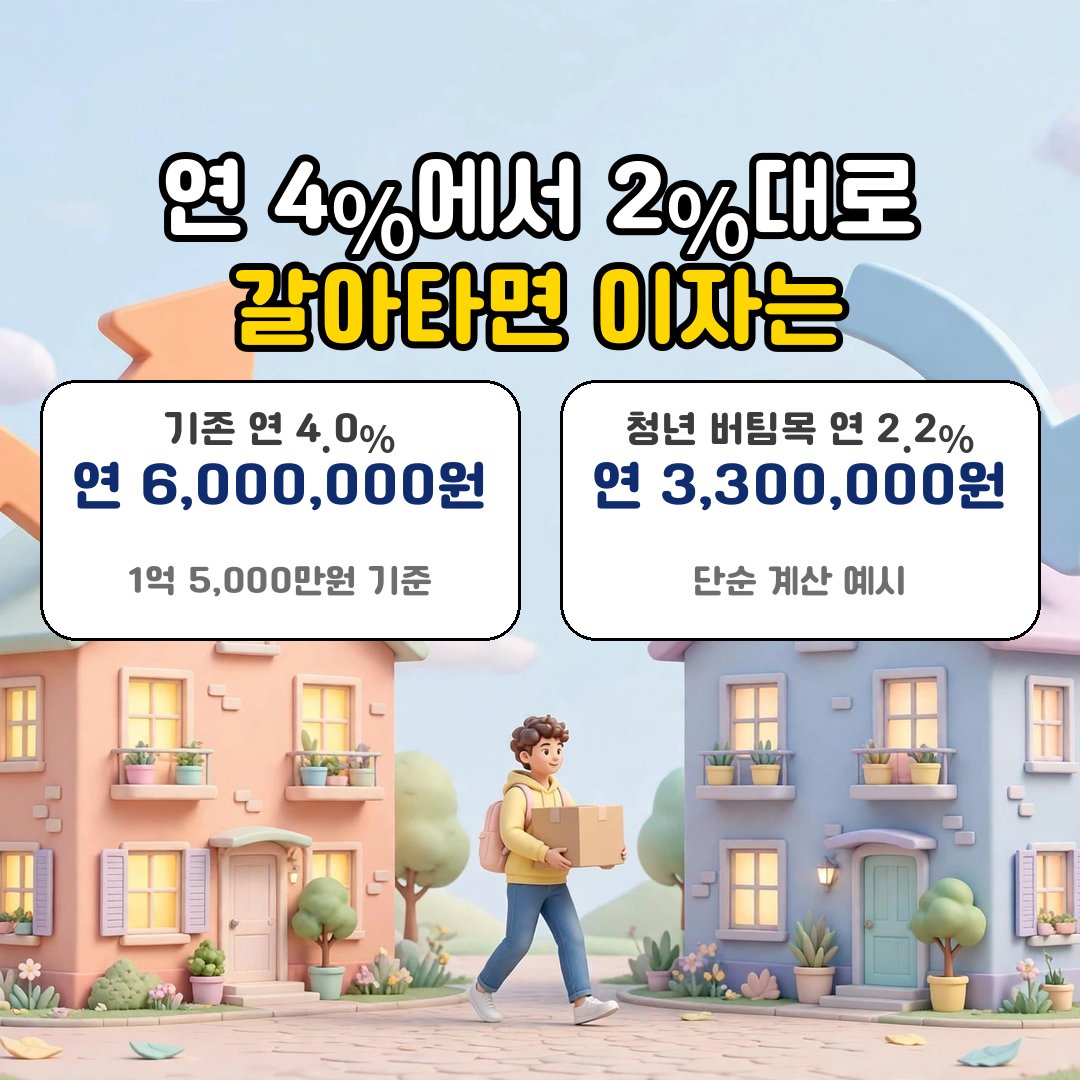 연 4%에서 2%대로
갈아타면 이자는
기존 연 4.0%
연 6,000,000원
1억 5,000만원 기준
청년 버팀목 연 2.2%
연 3,300,000원
단순 계산 예시